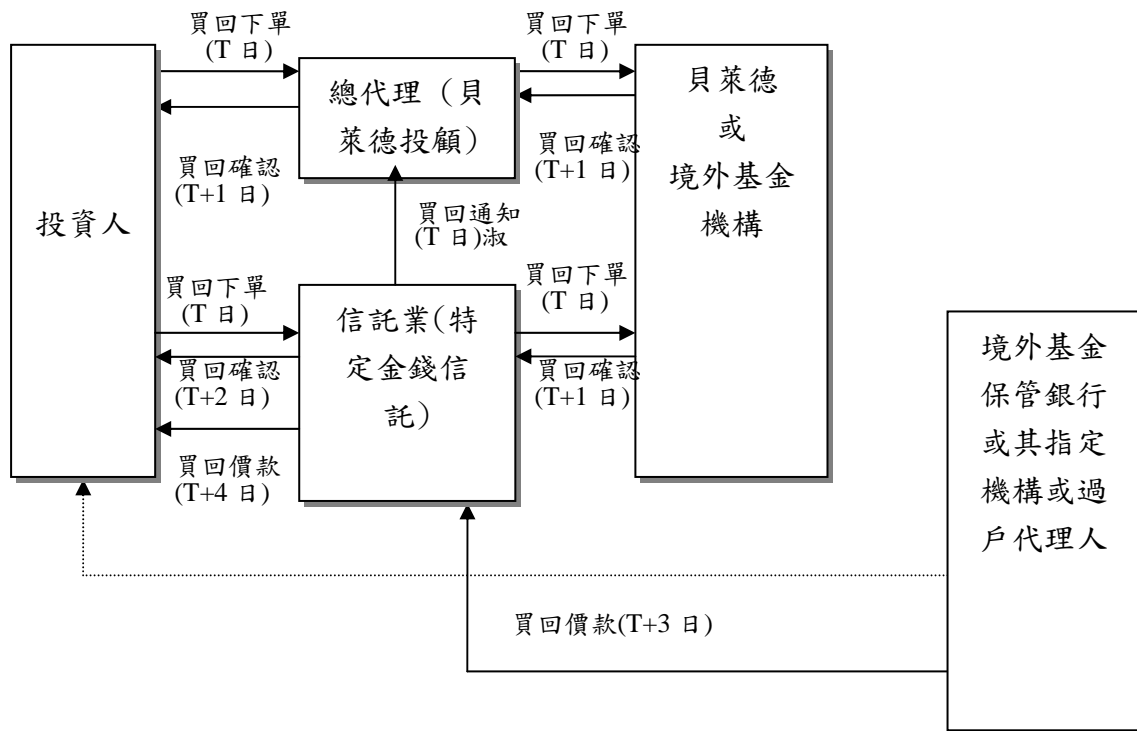 買回下單
(T 日)
買回下單
(T 日)
總代理（貝
萊德投顧）
貝萊德
或
境外基金
機構
買回確認
(T+1 日)
買回確認
(T+1 日)
投資人
買回通知
(T 日)淑
買回下單
(T 日)
買回下單
(T 日)
信託業(特
定金錢信
託)
買回確認
(T+2 日)
買回確認
(T+1 日)
買回價款
(T+4 日)
境外基金
保管銀行
或其指定
機構或過
戶代理人
買回價款(T+3 日)